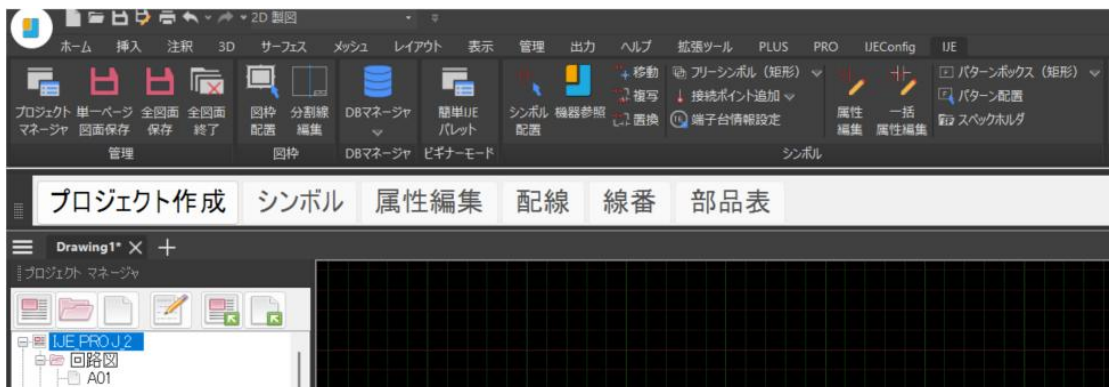 2D 製図
ホーム 挿入 注釈 3D サーフェス メッシュ レイアウト 表示 管理 出力 ヘルプ 拡張ツール PLUS PRO IJEConfig IJE
プロジェクト マネージャ 単一ページ 図面保存 全図面 保存 全図面 終了
管理
図枠 配置 分割線 編集
図枠
DBマネージャ
DBマネージャ
簡単IJE パレット
ビギナーモード
シンボル 配置 機器参照
移動 フリーシンボル (矩形)
複写 接続ポイント追加
置換 端子台情報設定
属性 編集 一括 属性編集
パターンボックス (矩形)
パターン配置
スペックホルダ
シンボル
プロジェクト作成 シンボル 属性編集 配線 線番 部品表
Drawing1*
プロジェクト マネージャ
IJE_PROJ_2
回路図
A01